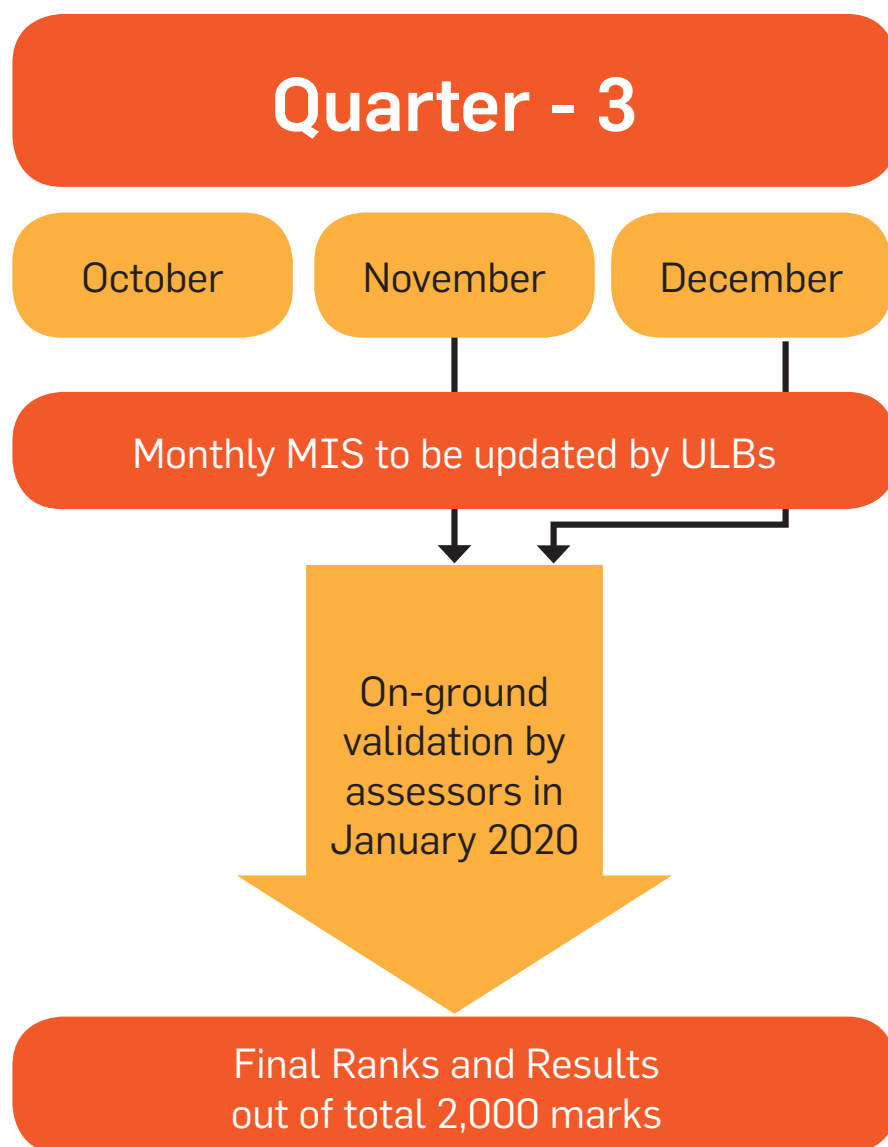 Quarter - 3
October
November
December
Monthly MIS to be updated by ULBs
On-ground
validation by
assessors in
January 2020
Final Ranks and Results
out of total 2,000 marks